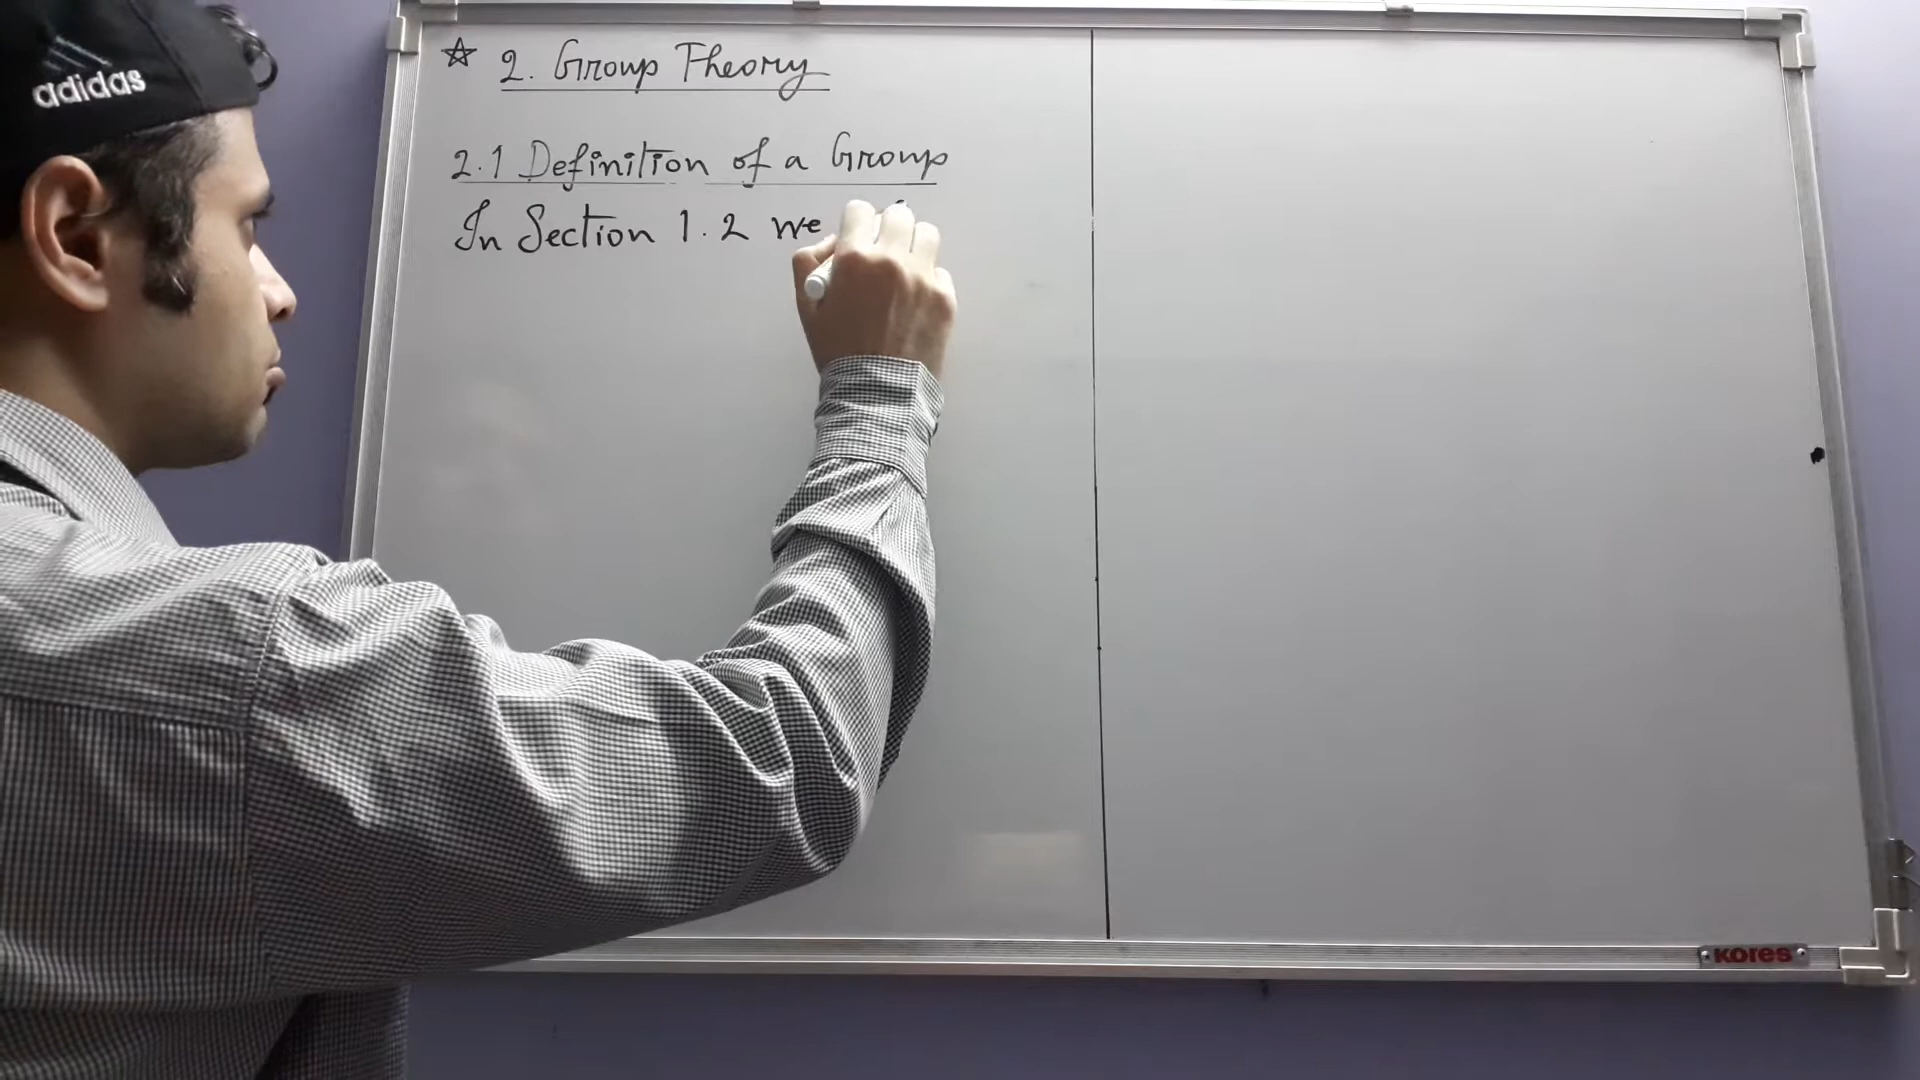 adidas
☆ 2. Group Theory
2.1 Definition of a Group
In Section 1.2 we
KORES